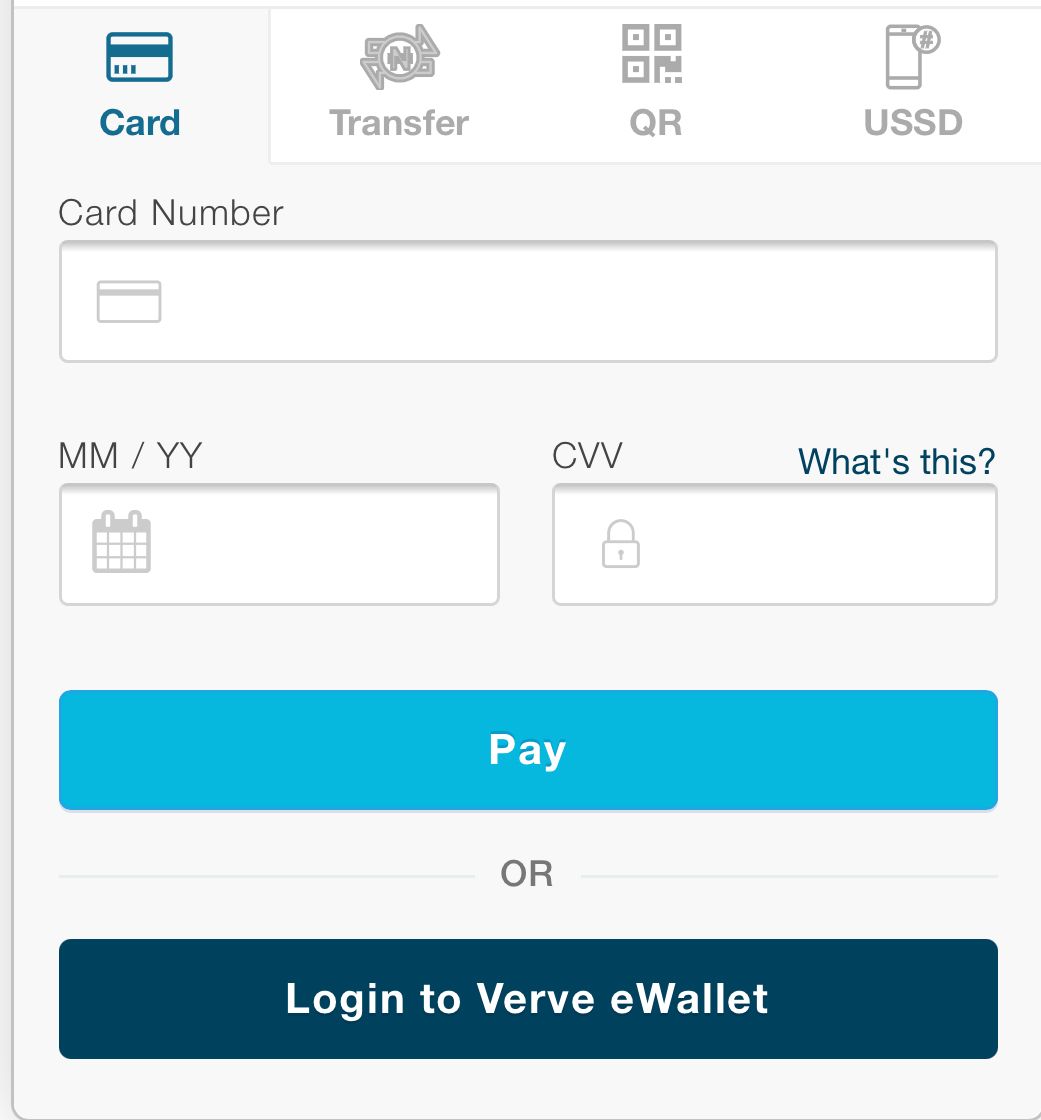 Card Transfer QR USSD
Card Number
MM / YY CVV What's this?
Pay
OR
Login to Verve eWallet